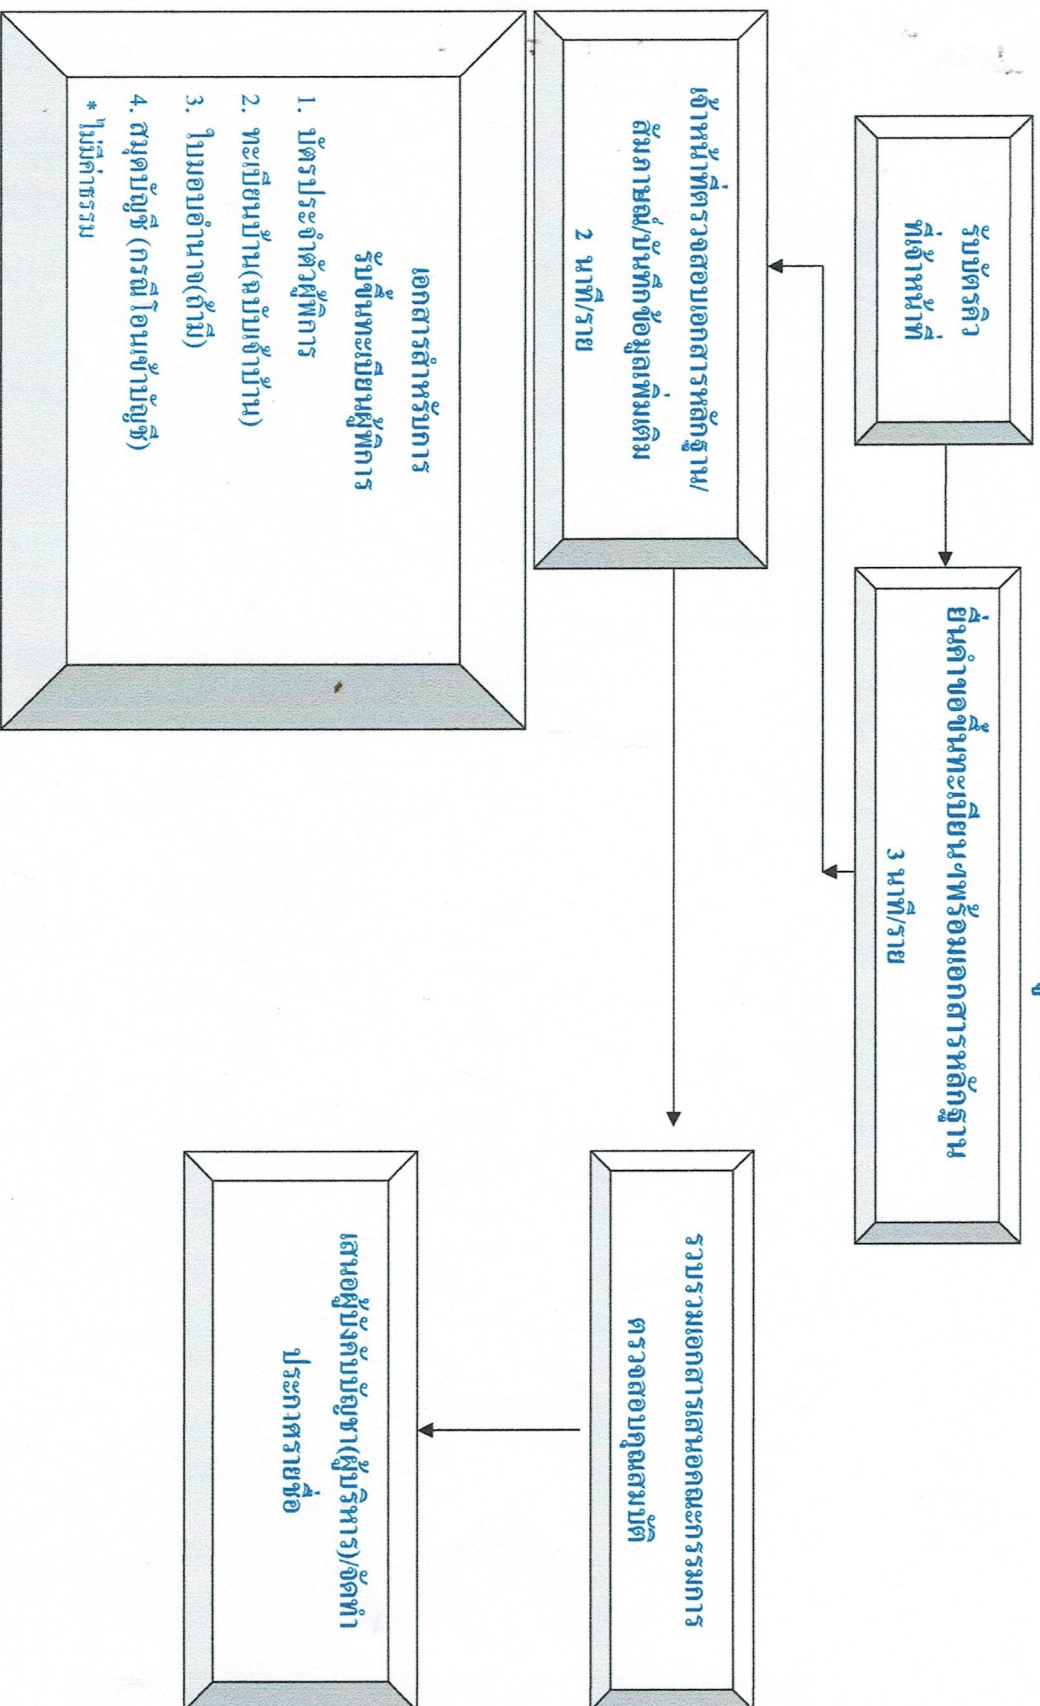 รับบัตรคิว
ที่เจ้าหน้าที่
ยื่นคำขอขึ้นทะเบียนฯพร้อมเอกสารหลักฐาน
3 นาที/ราย
เจ้าหน้าที่ตรวจสอบเอกสารหลักฐาน/
สัมภาษณ์/บันทึกข้อมูลเพิ่มเติม
2 นาที/ราย
รวบรวมเอกสารเสนอคณะกรรมการ
ตรวจสอบคุณสมบัติ
เสนอผู้บังคับบัญชา(ผู้บริหาร)/จัดทำ
ประกาศรายชื่อ
เอกสารสำหรับการ
รับขึ้นทะเบียนผู้พิการ
1. บัตรประจำตัวผู้พิการ
2. ทะเบียนบ้าน(ฉบับเจ้าบ้าน)
3. ใบมอบอำนาจ(ถ้ามี)
4. สมุดบัญชี (กรณีโอนเข้าบัญชี)
* ไม่มีค่าธรรม